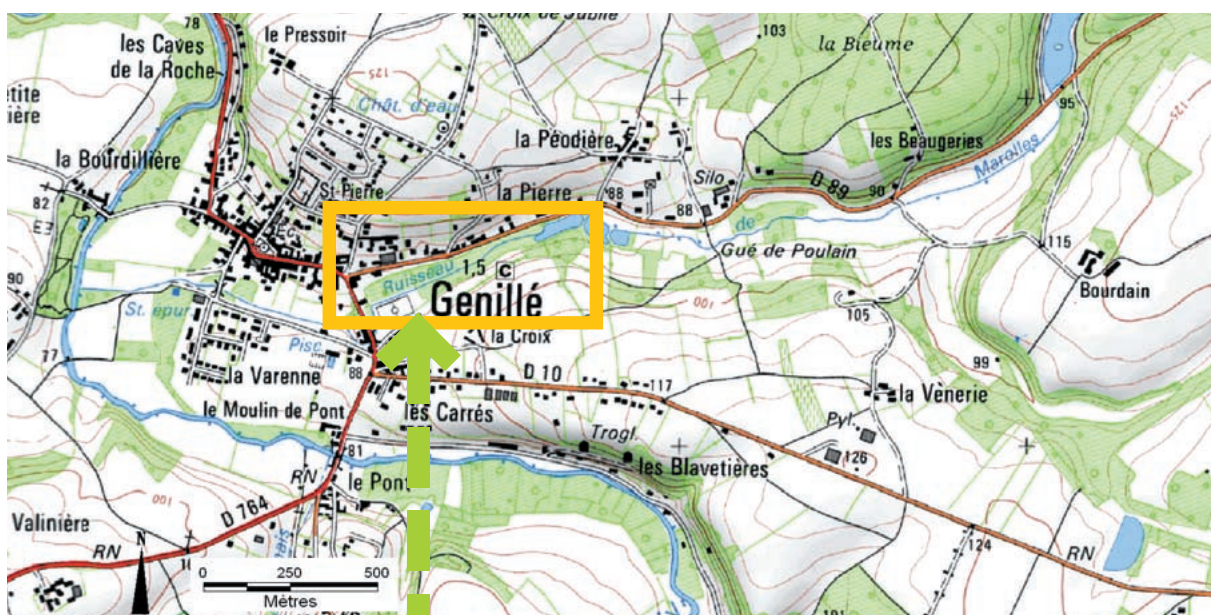 78
les Caves
de la Roche
le Pressoir
Croix de Jubilé
103
la Bieume
125
Chât. d'eau
la Péodière
les Beaugeries
95
125
la Bourdillière
82
St-Pierre
la Pierre
88
Silo
88
D 89
90
Marolles
de
Gué de Poulain
115
Bourdain
90
Ruisseau
1,5
C
Genillé
100
105
St. épur.
77
Pisc.
la Croix
99
la Varenne
88
D 10
117
la Vènerie
le Moulin de Pont
les Carrés
Pyl.
Trogl.
126
81
les Blavetières
RN
le Pont
100
D 764
Valinière
124
RN
RN
N
0 250 500
Mètres